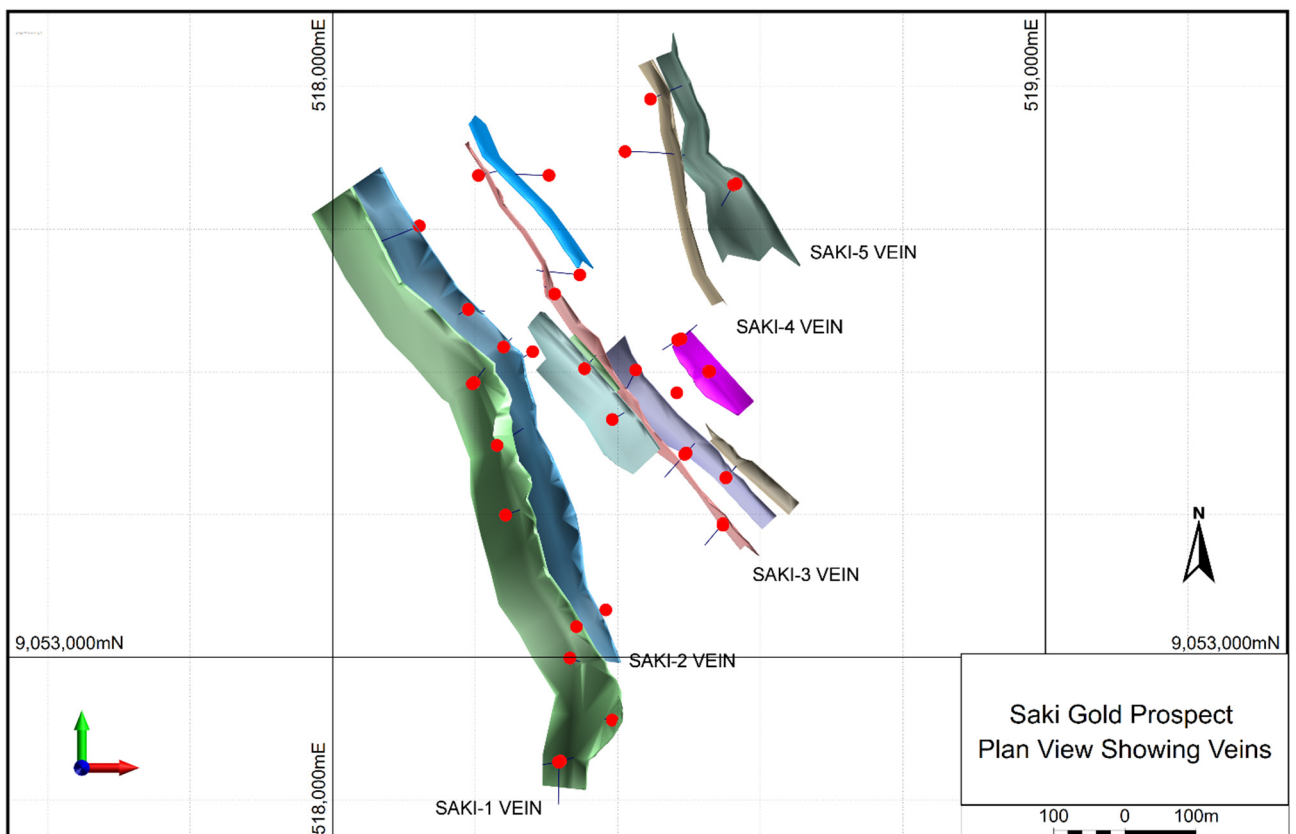 518,000mE
519,000mE
SAKI-5 VEIN
SAKI-4 VEIN
SAKI-3 VEIN
9,053,000mN
9,053,000mN
SAKI-2 VEIN
N
Saki Gold Prospect
Plan View Showing Veins
518,000mE
SAKI-1 VEIN
100 0 100m